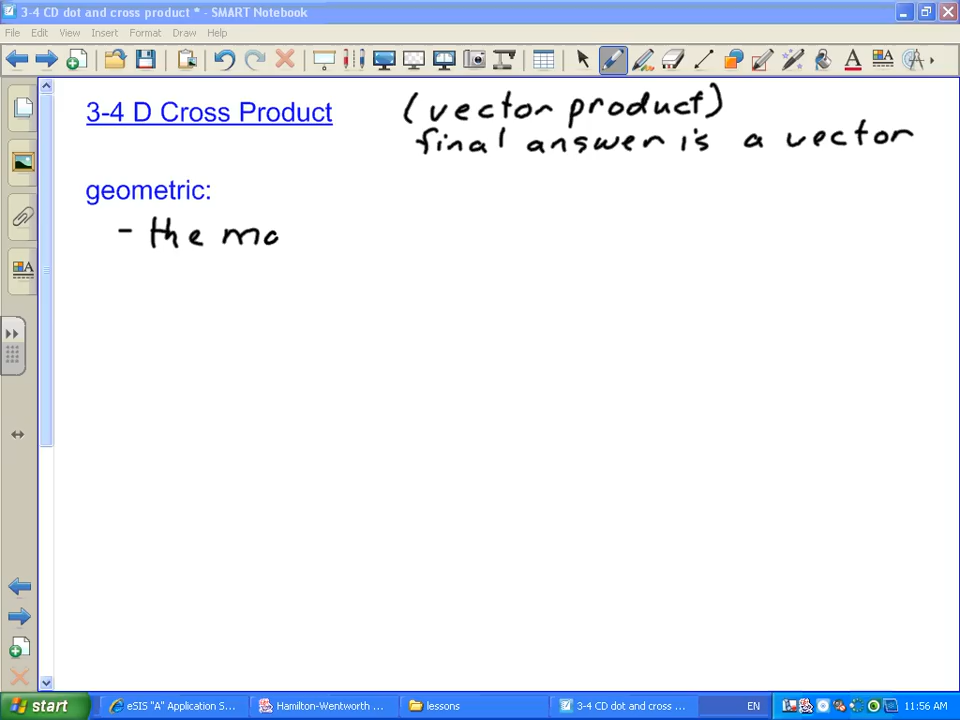 3-4 CD dot and cross product * - SMART Notebook
File Edit View Insert Format Draw Help
3-4 D Cross Product (vector product)
final answer is a vector
geometric:
- the ma
start eSIS "A" Application S... Hamilton-Wentworth ... lessons 3-4 CD dot and cross ... EN 11:56 AM